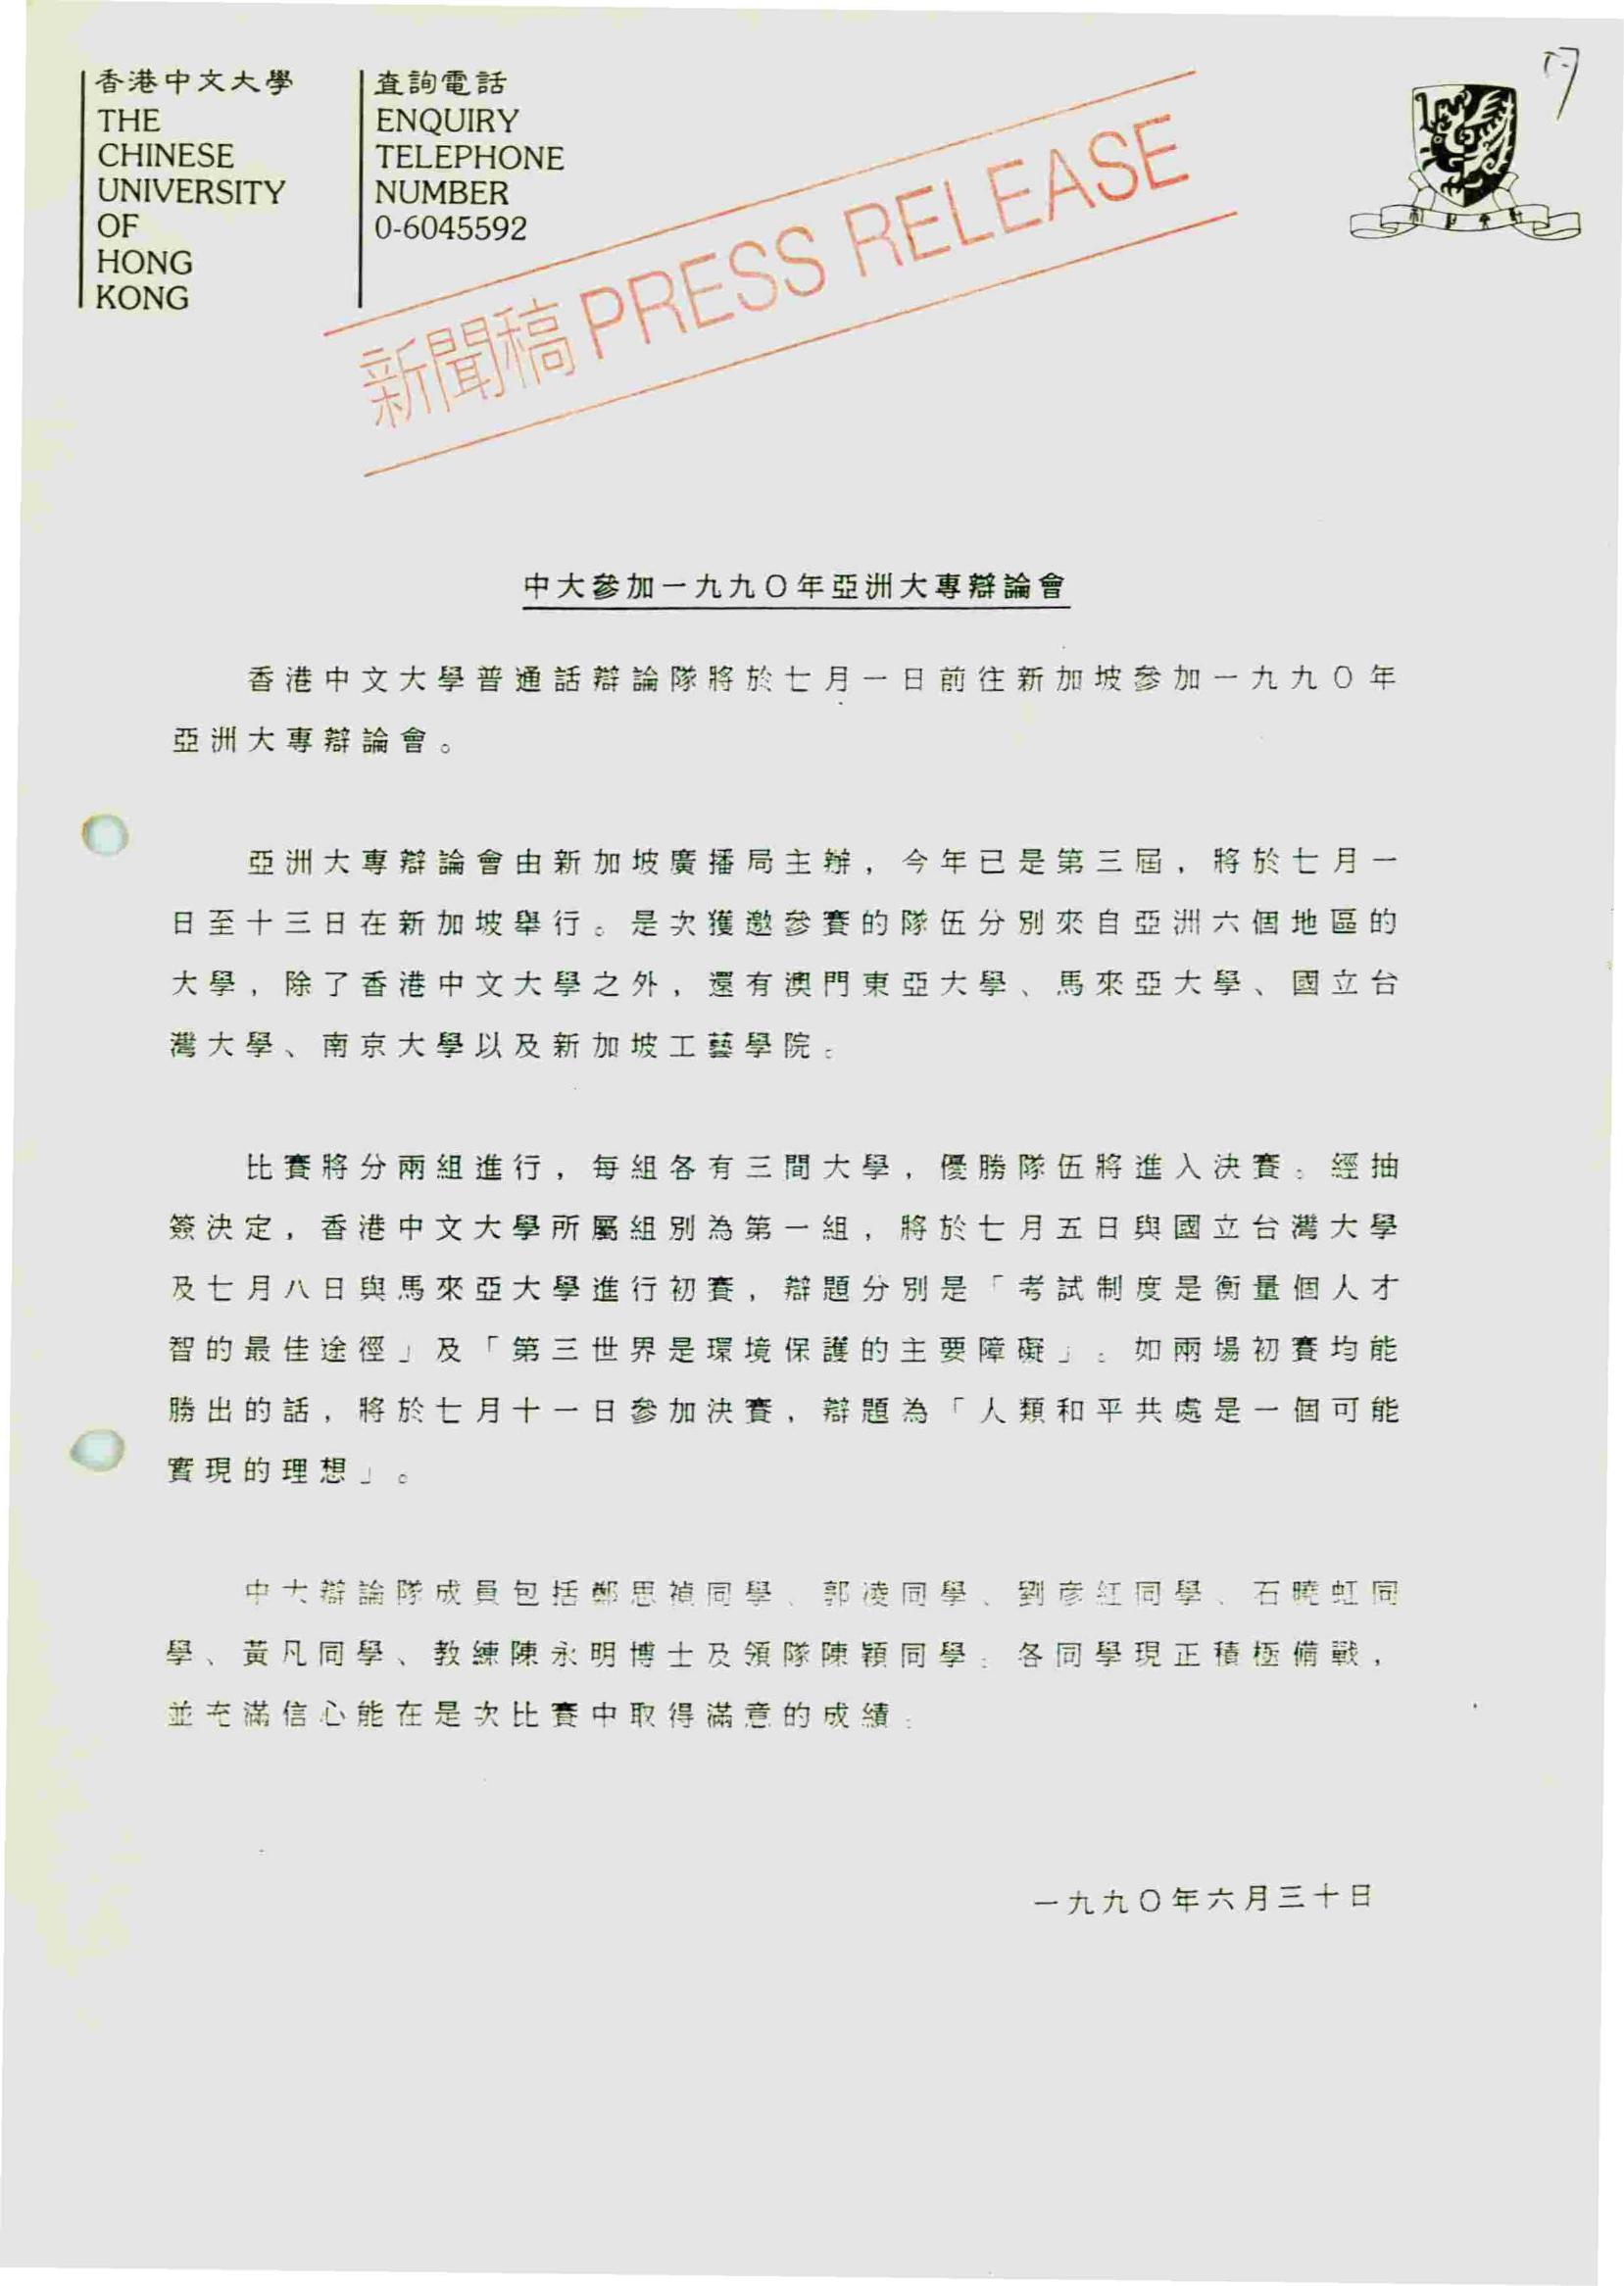 香港中文大學
THE
CHINESE
UNIVERSITY
OF
HONG
KONG
查詢電話
ENQUIRY
TELEPHONE
NUMBER
0-6045592
新聞稿 PRESS RELEASE
中大參加一九九〇年亞洲大專辯論會
香港中文大學普通話辯論隊將於七月一日前往新加坡參加一九九〇年
亞洲大專辯論會。
亞洲大專辯論會由新加坡廣播局主辦，今年已是第三屆，將於七月一
日至十三日在新加坡舉行。是次獲邀參賽的隊伍分別來自亞洲六個地區的
大學，除了香港中文大學之外，還有澳門東亞大學、馬來亞大學、國立台
灣大學、南京大學以及新加坡工藝學院。
比賽將分兩組進行，每組各有三間大學，優勝隊伍將進入決賽。經抽
簽決定，香港中文大學所屬組別為第一組，將於七月五日與國立台灣大學
及七月八日與馬來亞大學進行初賽，辯題分別是「考試制度是衡量個人才
智的最佳途徑」及「第三世界是環境保護的主要障礙」。如兩場初賽均能
勝出的話，將於七月十一日參加決賽，辯題為「人類和平共處是一個可能
實現的理想」。
中大辯論隊成員包括鄭思禎同學、郭凌同學、劉彦紅同學、石曉虹同
學、黃凡同學、教練陳永明博士及領隊陳穎同學。各同學現正積極備戰，
並充滿信心能在是次比賽中取得滿意的成績。
一九九〇年六月三十日